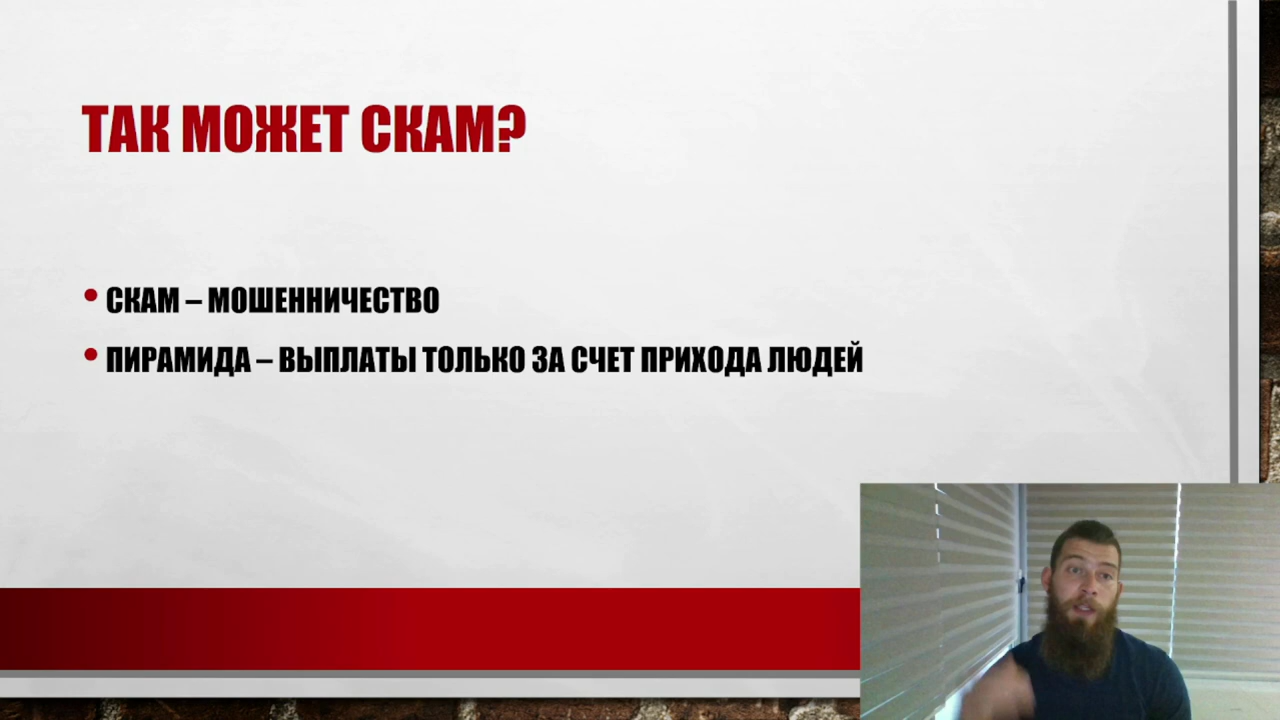 ТАК МОЖЕТ СКАМ?
СКАМ – МОШЕННИЧЕСТВО
ПИРАМИДА – ВЫПЛАТЫ ТОЛЬКО ЗА СЧЕТ ПРИХОДА ЛЮДЕЙ